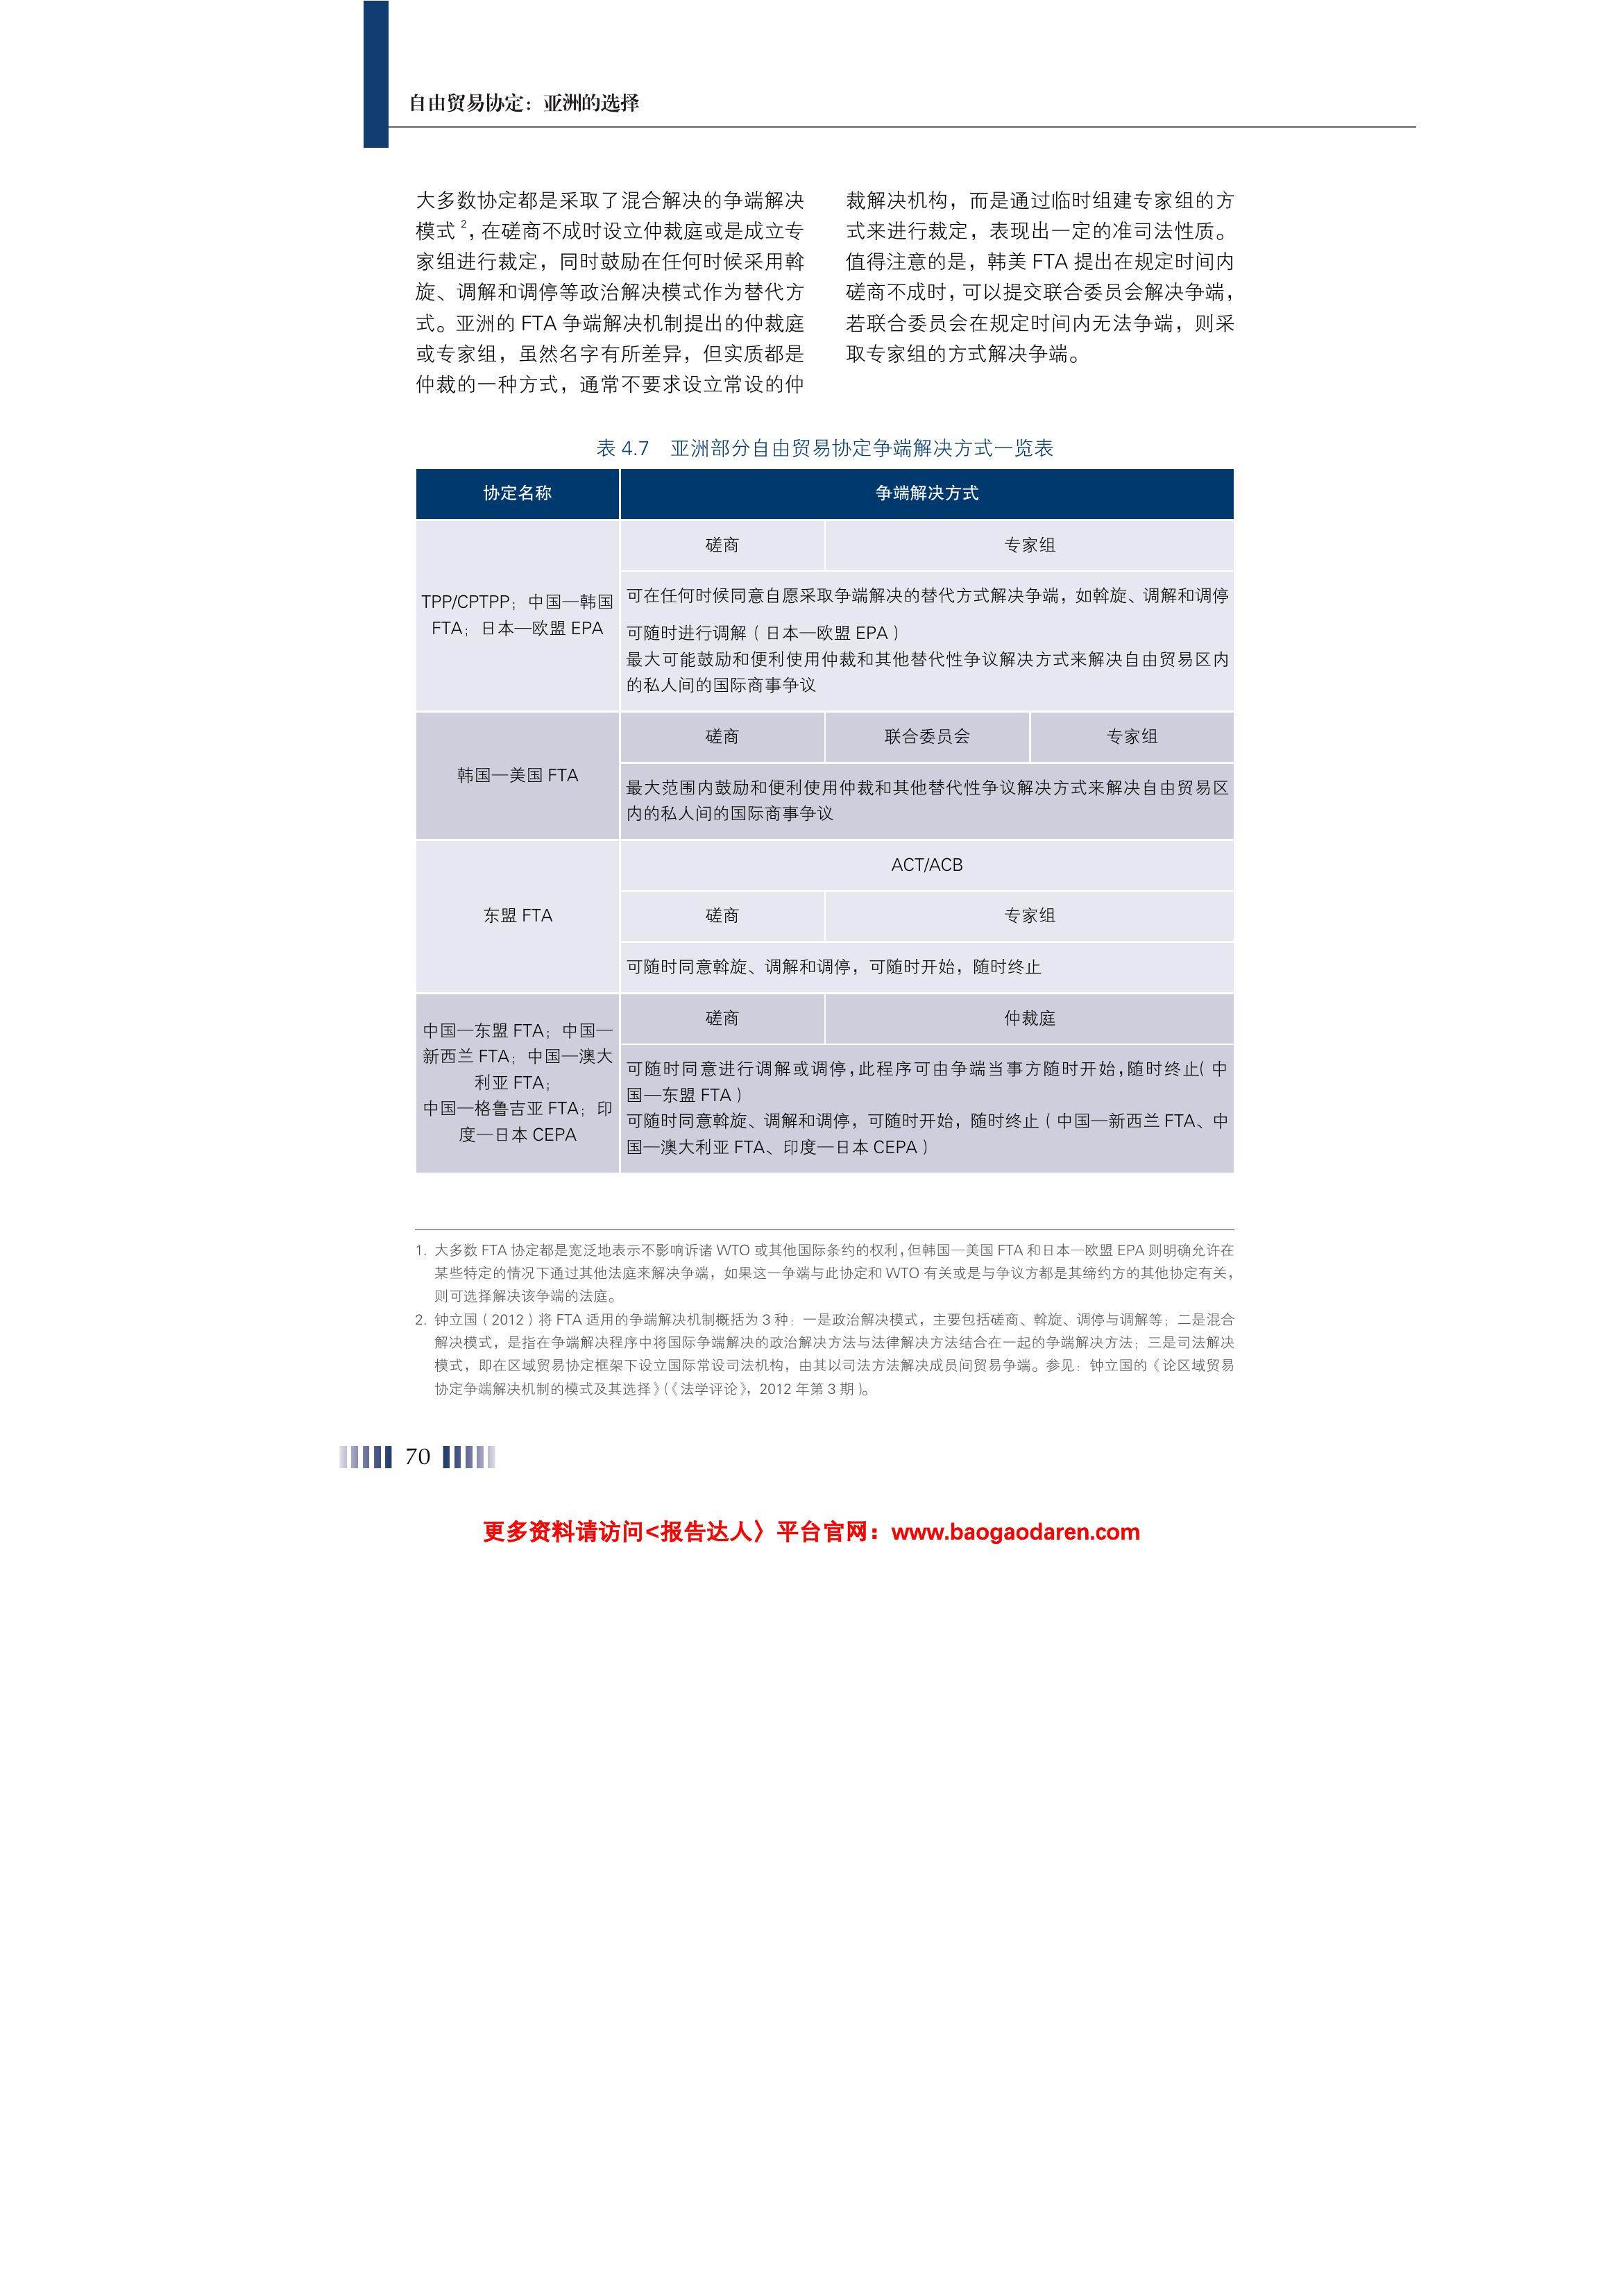 自由贸易协定：亚洲的选择
大多数协定都是采取了混合解决的争端解决
模式 2，在磋商不成时设立仲裁庭或是成立专
家组进行裁定，同时鼓励在任何时候采用斡
旋、调解和调停等政治解决模式作为替代方
式。亚洲的 FTA 争端解决机制提出的仲裁庭
或专家组，虽然名字有所差异，但实质都是
仲裁的一种方式，通常不要求设立常设的仲
裁解决机构，而是通过临时组建专家组的方
式来进行裁定，表现出一定的准司法性质。
值得注意的是，韩美 FTA 提出在规定时间内
磋商不成时，可以提交联合委员会解决争端，
若联合委员会在规定时间内无法争端，则采
取专家组的方式解决争端。
表 4.7　亚洲部分自由贸易协定争端解决方式一览表
协定名称
争端解决方式
TPP/CPTPP；中国—韩国
FTA；日本—欧盟 EPA
磋商
专家组
可在任何时候同意自愿采取争端解决的替代方式解决争端，如斡旋、调解和调停
可随时进行调解（日本—欧盟 EPA）
最大可能鼓励和便利使用仲裁和其他替代性争议解决方式来解决自由贸易区内
的私人间的国际商事争议
韩国—美国 FTA
磋商
联合委员会
专家组
最大范围内鼓励和便利使用仲裁和其他替代性争议解决方式来解决自由贸易区
内的私人间的国际商事争议
东盟 FTA
ACT/ACB
磋商
专家组
可随时同意斡旋、调解和调停，可随时开始，随时终止
中国—东盟 FTA；中国—
新西兰 FTA；中国—澳大
利亚 FTA；
中国—格鲁吉亚 FTA；印
度—日本 CEPA
磋商
仲裁庭
可随时同意进行调解或调停，此程序可由争端当事方随时开始，随时终止（中
国—东盟 FTA）
可随时同意斡旋、调解和调停，可随时开始，随时终止（中国—新西兰 FTA、中
国—澳大利亚 FTA、印度—日本 CEPA）
1. 大多数 FTA 协定都是宽泛地表示不影响诉诸 WTO 或其他国际条约的权利，但韩国—美国 FTA 和日本—欧盟 EPA 则明确允许在
某些特定的情况下通过其他法庭来解决争端，如果这一争端与此协定和 WTO 有关或是与争议方都是其缔约方的其他协定有关，
则可选择解决该争端的法庭。
2. 钟立国（2012）将 FTA 适用的争端解决机制概括为 3 种：一是政治解决模式，主要包括磋商、斡旋、调停与调解等；二是混合
解决模式，是指在争端解决程序中将国际争端解决的政治解决方法与法律解决方法结合在一起的争端解决方法；三是司法解决
模式，即在区域贸易协定框架下设立国际常设司法机构，由其以司法方法解决成员间贸易争端。参见：钟立国的《论区域贸易
协定争端解决机制的模式及其选择》（《法学评论》，2012 年第 3 期）。
70
更多资料请访问<报告达人〉平台官网：www.baogaodaren.com